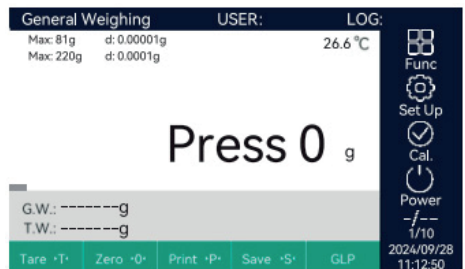 General Weighing USER: LOG:
Max: 81g d: 0.00001g 26.6 °C
Max: 220g d: 0.0001g
Press 0 g
G.W.: -------g
T.W.: -------g
Tare ·T· Zero ·0· Print ·P· Save ·S· GLP
Func
Set Up
Cal.
Power
-/--
1/10
2024/09/28
11:12:50